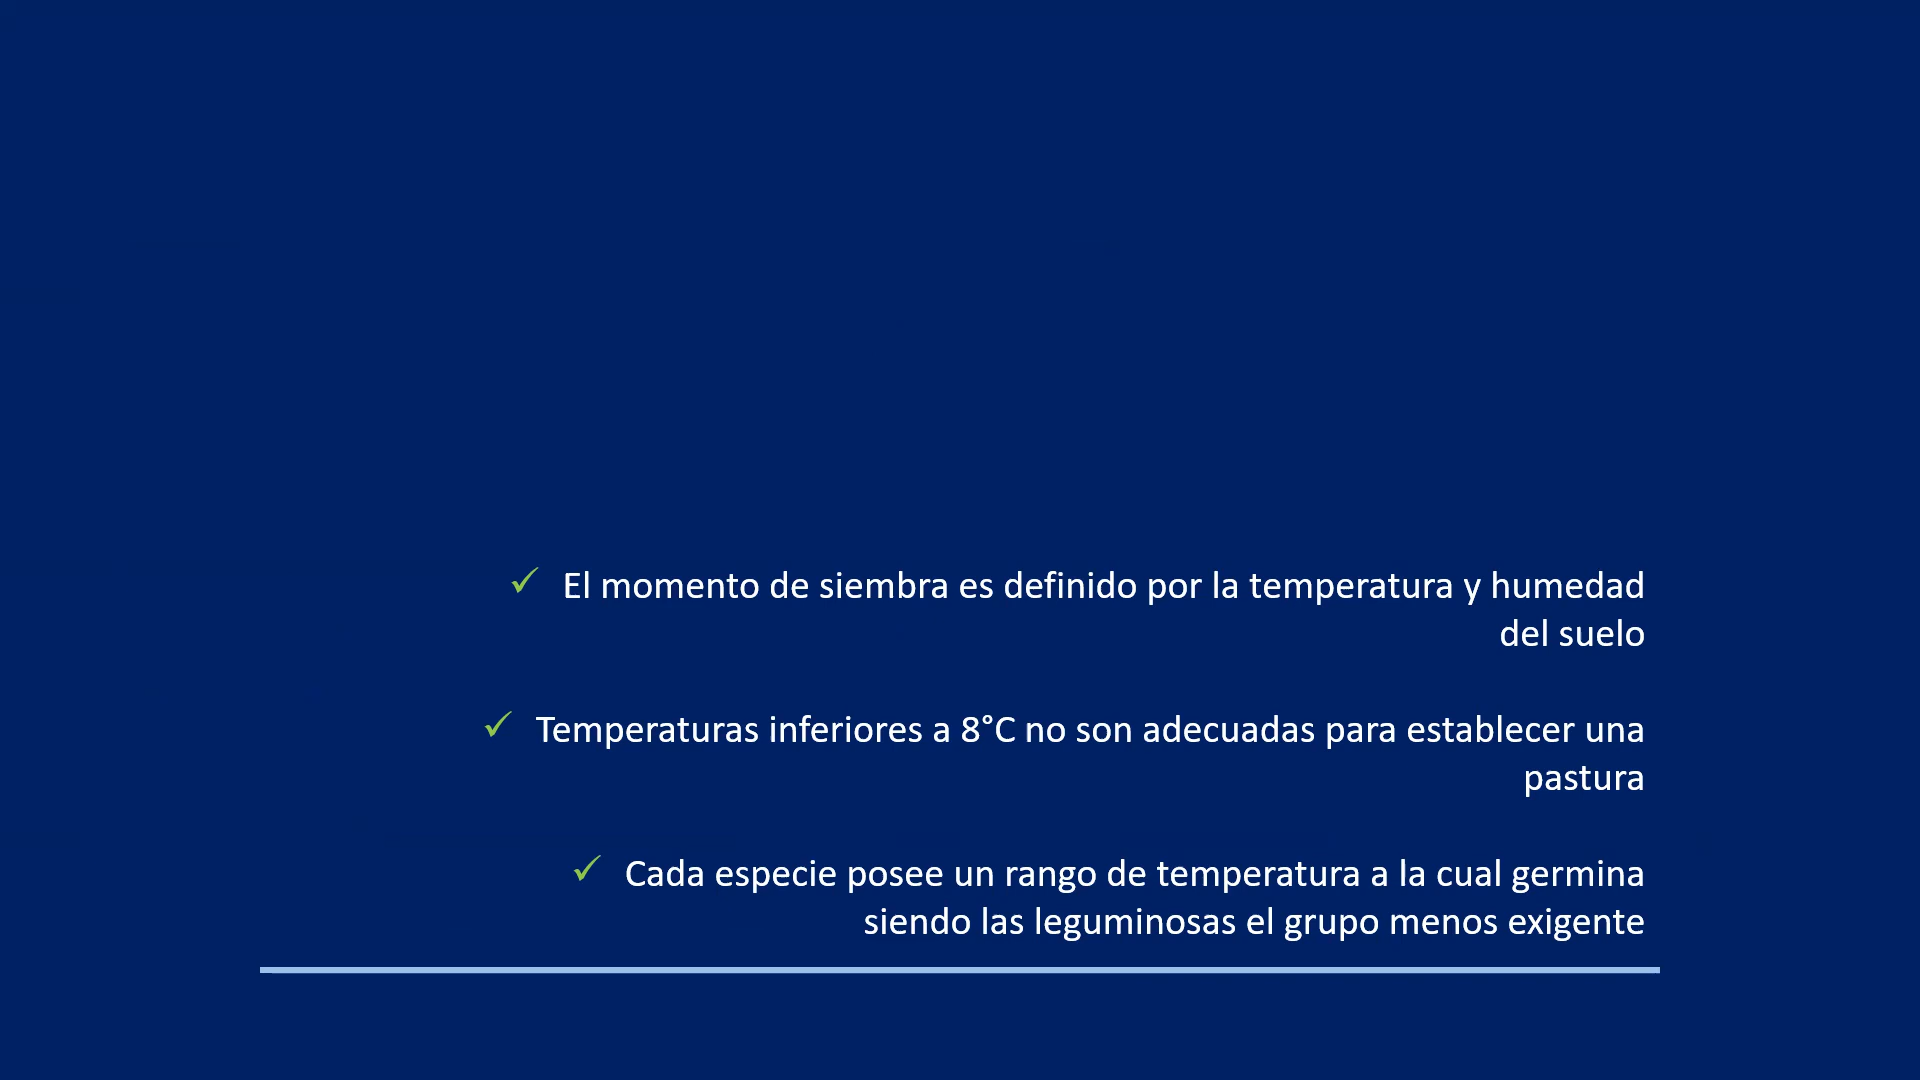 ✓ El momento de siembra es definido por la temperatura y humedad
del suelo
✓ Temperaturas inferiores a 8°C no son adecuadas para establecer una
pastura
✓ Cada especie posee un rango de temperatura a la cual germina
siendo las leguminosas el grupo menos exigente